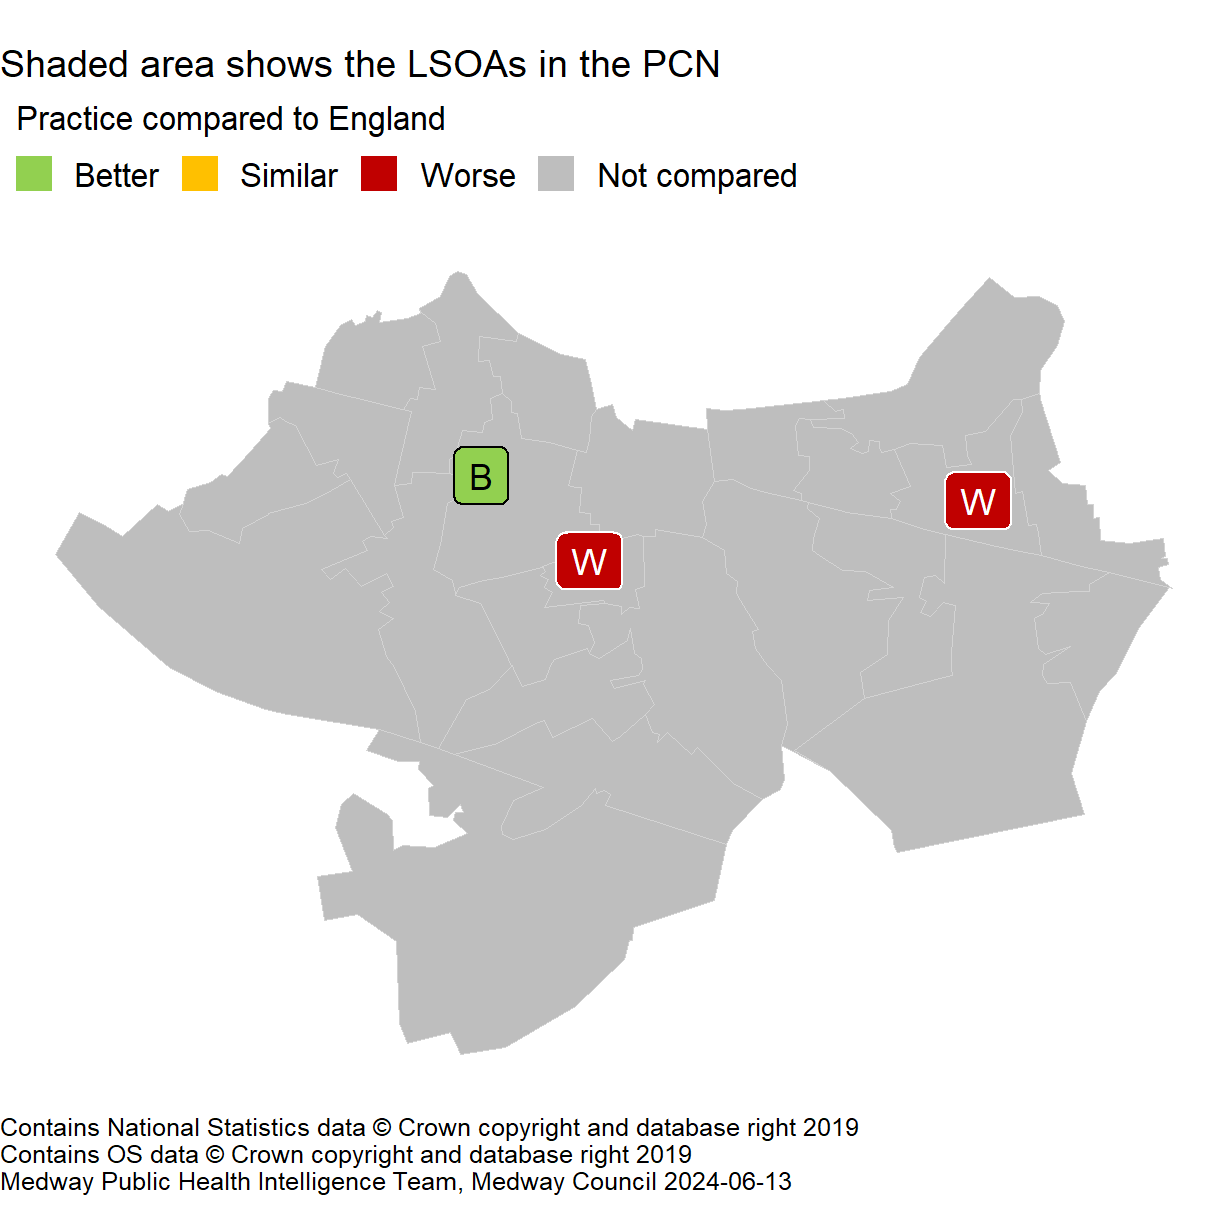 Shaded area shows the LSOAs in the PCN
Practice compared to England
Better Similar Worse Not compared
B
W
W
Contains National Statistics data © Crown copyright and database right 2019
Contains OS data © Crown copyright and database right 2019
Medway Public Health Intelligence Team, Medway Council 2024-06-13